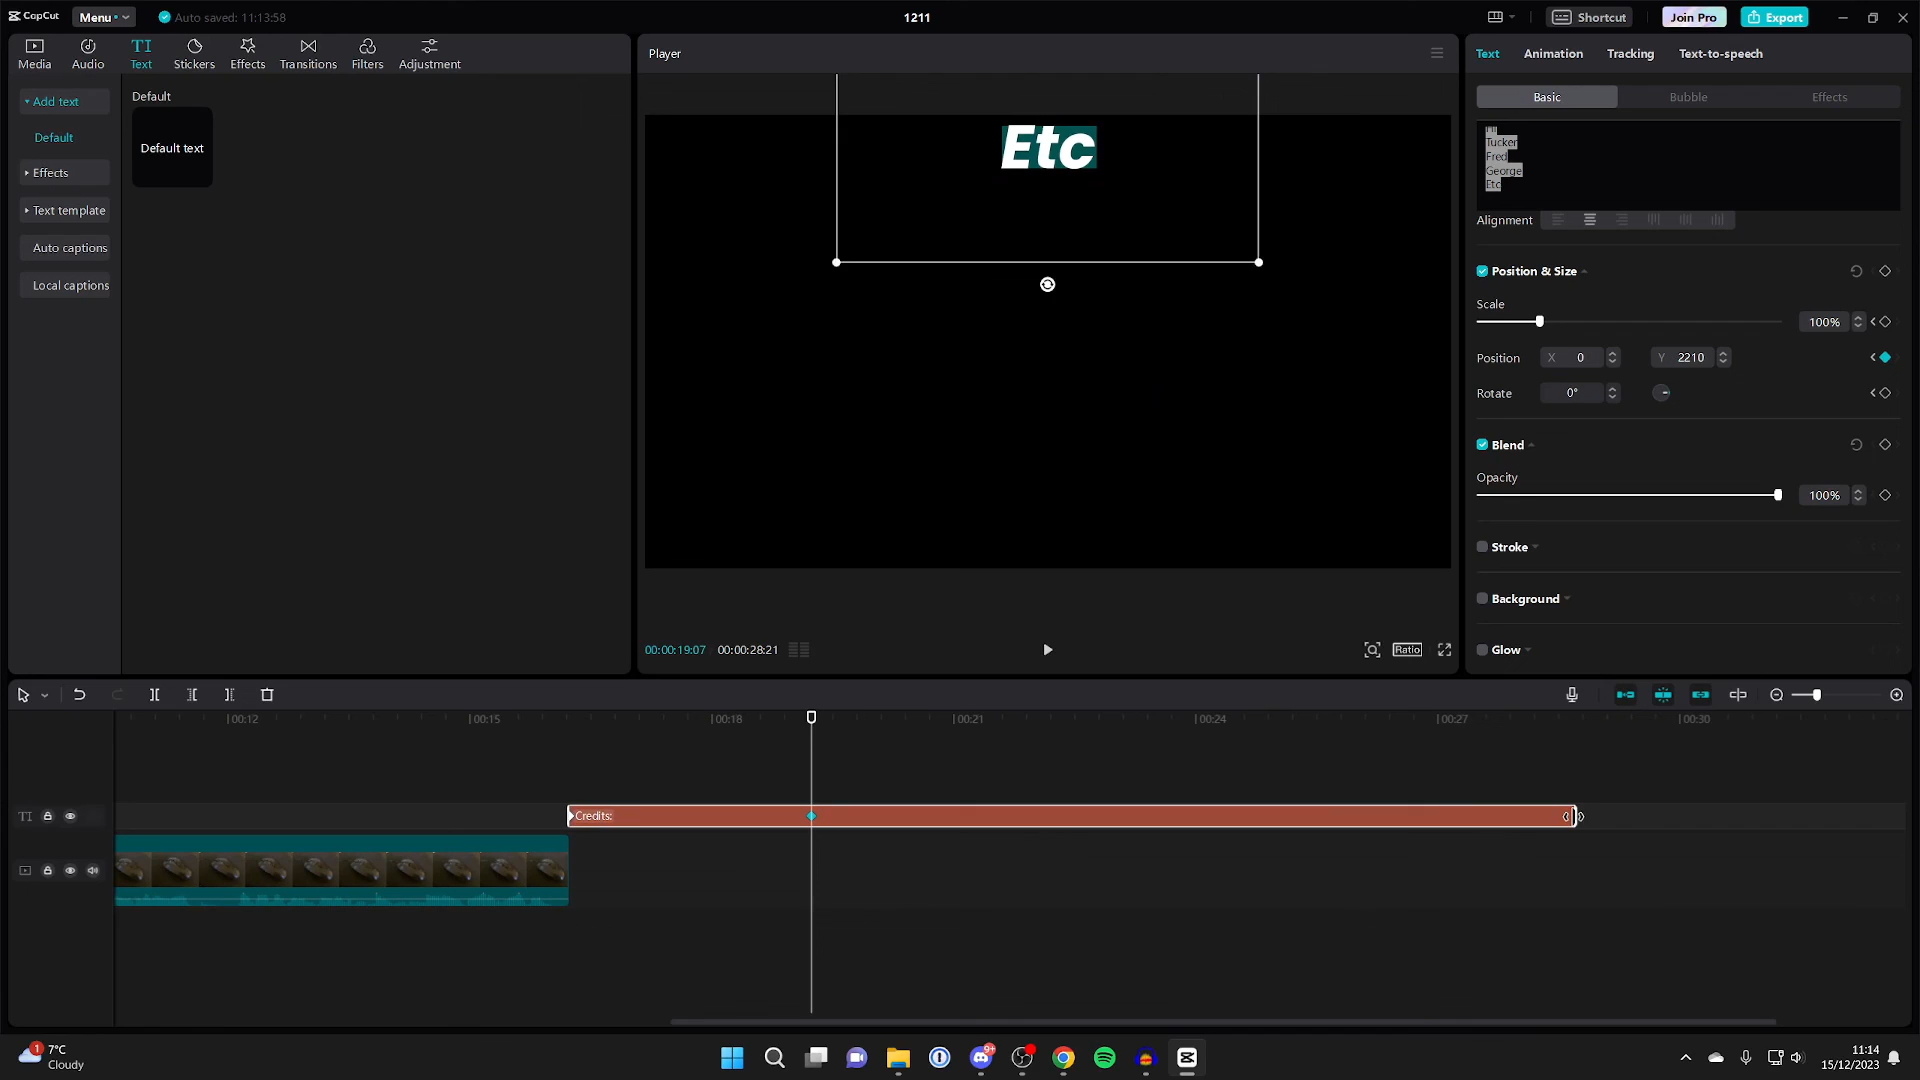 CapCut
Menu
Auto saved: 11:13:58
1211
Shortcut
Join Pro
Export
Media
Audio
TI
Text
Stickers
Effects
Transitions
Filters
Adjustment
Add text
Default
Effects
Text template
Auto captions
Local captions
Default
Default text
Player
Etc
00:00:19:07
00:00:28:21
Ratio
Text
Animation
Tracking
Text-to-speech
Basic
Bubble
Effects
Tucker
Fred
George
Etc
Alignment
Position & Size
Scale
100%
Position
X 0
Y 2210
Rotate
0°
Blend
Opacity
100%
Stroke
Background
Glow
00:12
00:15
00:18
00:21
00:24
00:27
00:30
TI
Credits:
1
7°C
Cloudy
9+
11:14
15/12/2023